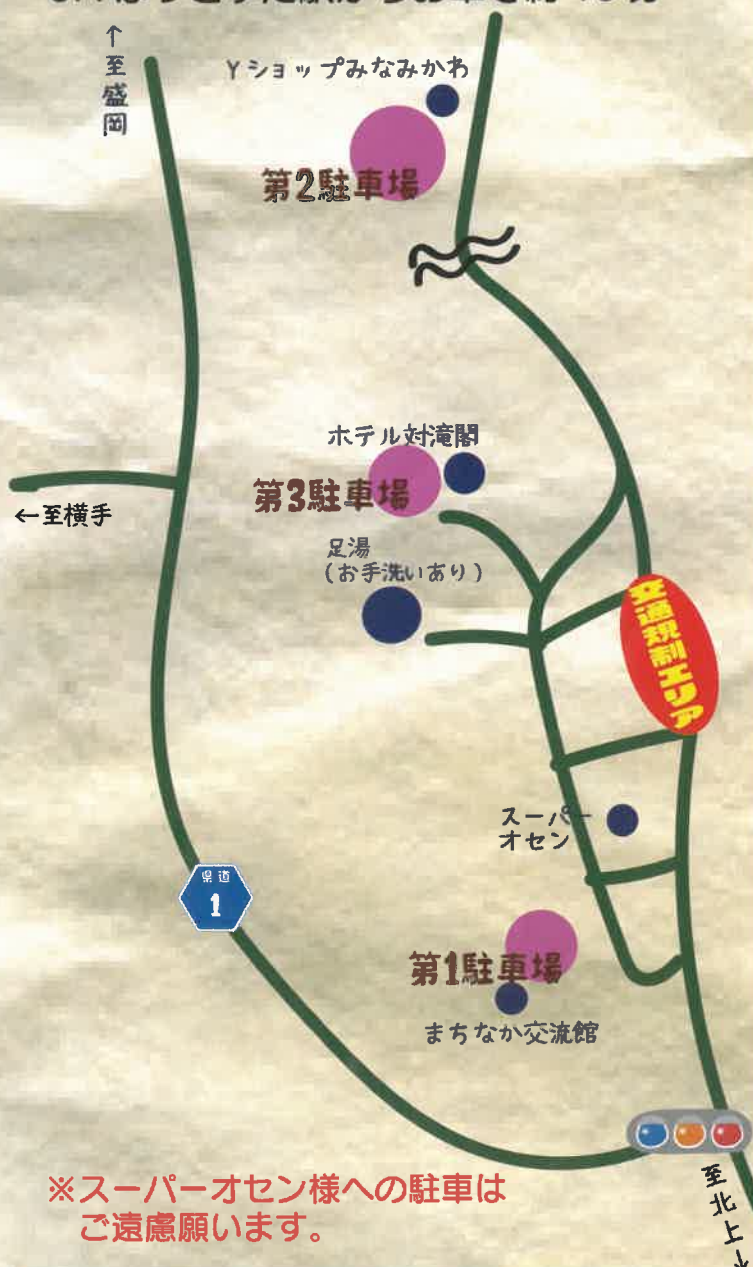 ↑至盛岡
Yショップみなみかわ
第2駐車場
ホテル対滝閣
第3駐車場
←至横手
足湯
(お手洗いあり)
交通規制エリア
スーパー
オセン
県道
1
第1駐車場
まちなか交流館
至北上→
※スーパーオセン様への駐車は
ご遠慮願います。